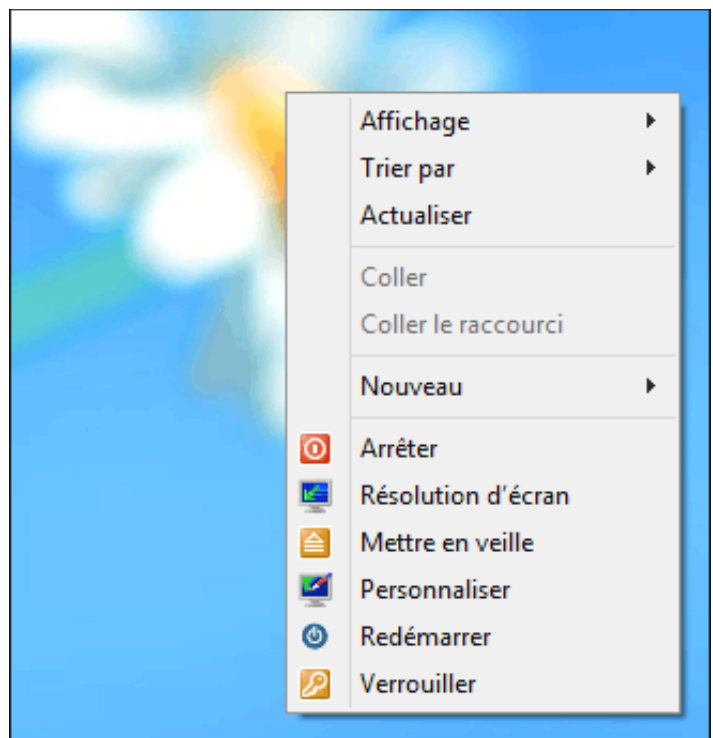 Affichage
Trier par
Actualiser
Coller
Coller le raccourci
Nouveau
Arrêter
Résolution d'écran
Mettre en veille
Personnaliser
Redémarrer
Verrouiller